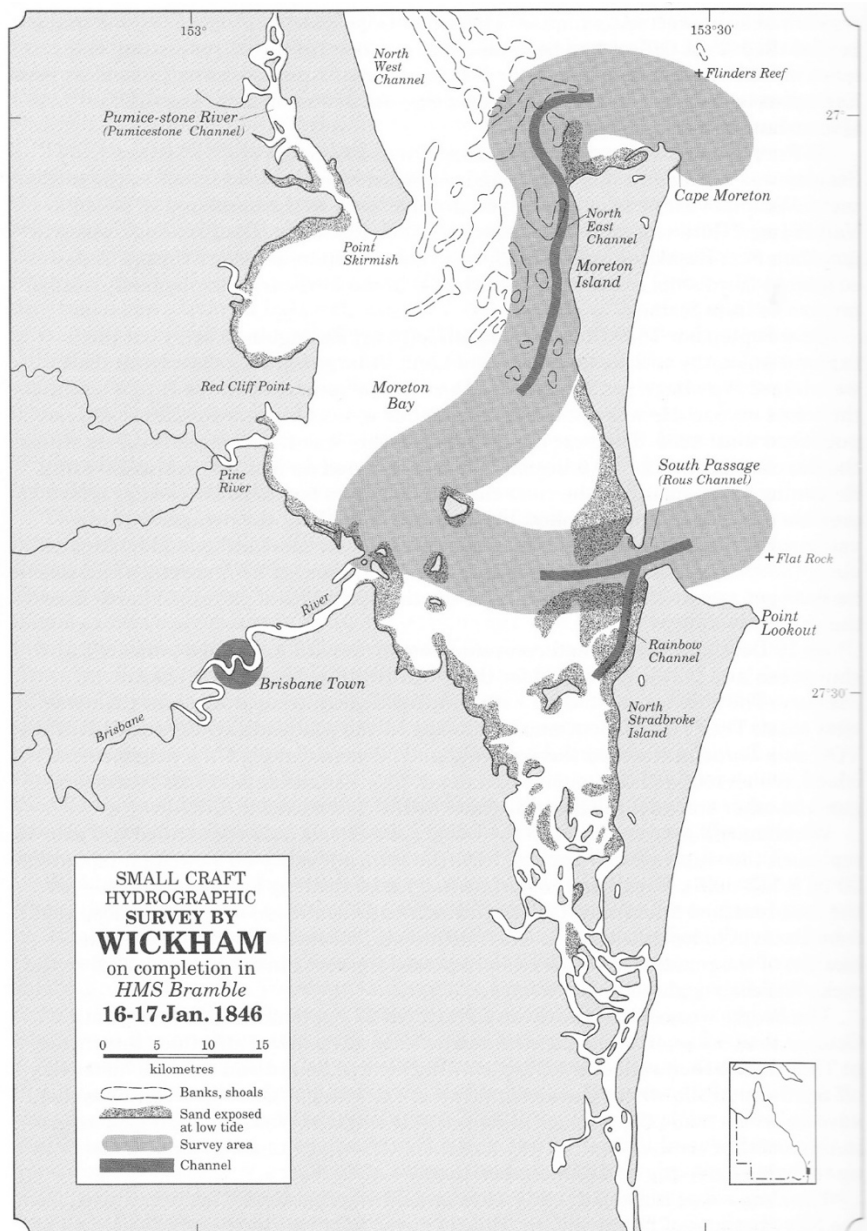 153°
153°30'
North
West
Channel
+ Flinders Reef
Pumice-stone River
(Pumicestone Channel)
27°
Cape Moreton
North
East
Channel
Point
Skirmish
Moreton
Island
Red Cliff Point
Moreton
Bay
Pine
River
South Passage
(Rous Channel)
+ Flat Rock
River
Point
Lookout
Rainbow
Channel
Brisbane Town
27°30'
Brisbane
North
Stradbroke
Island
SMALL CRAFT
HYDROGRAPHIC
SURVEY BY
WICKHAM
on completion in
HMS Bramble
16-17 Jan. 1846
0 5 10 15
kilometres
Banks, shoals
Sand exposed
at low tide
Survey area
Channel